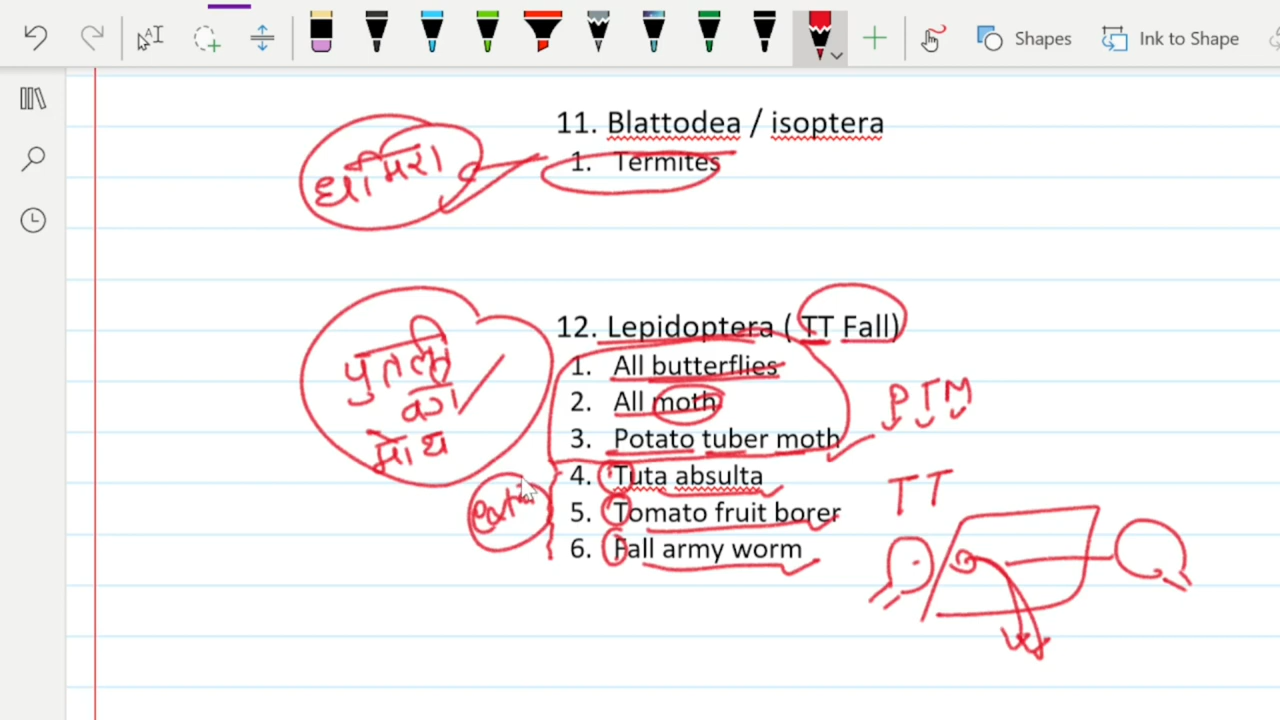 Shapes
Ink to Shape
11. Blattodea / isoptera
1. Termites
धमिरा
12. Lepidoptera ( TT Fall)
1. All butterflies
2. All moth
3. Potato tuber moth
4. Tuta absulta
5. Tomato fruit borer
6. Fall army worm
पुतली
का
माथ
PTM
TT